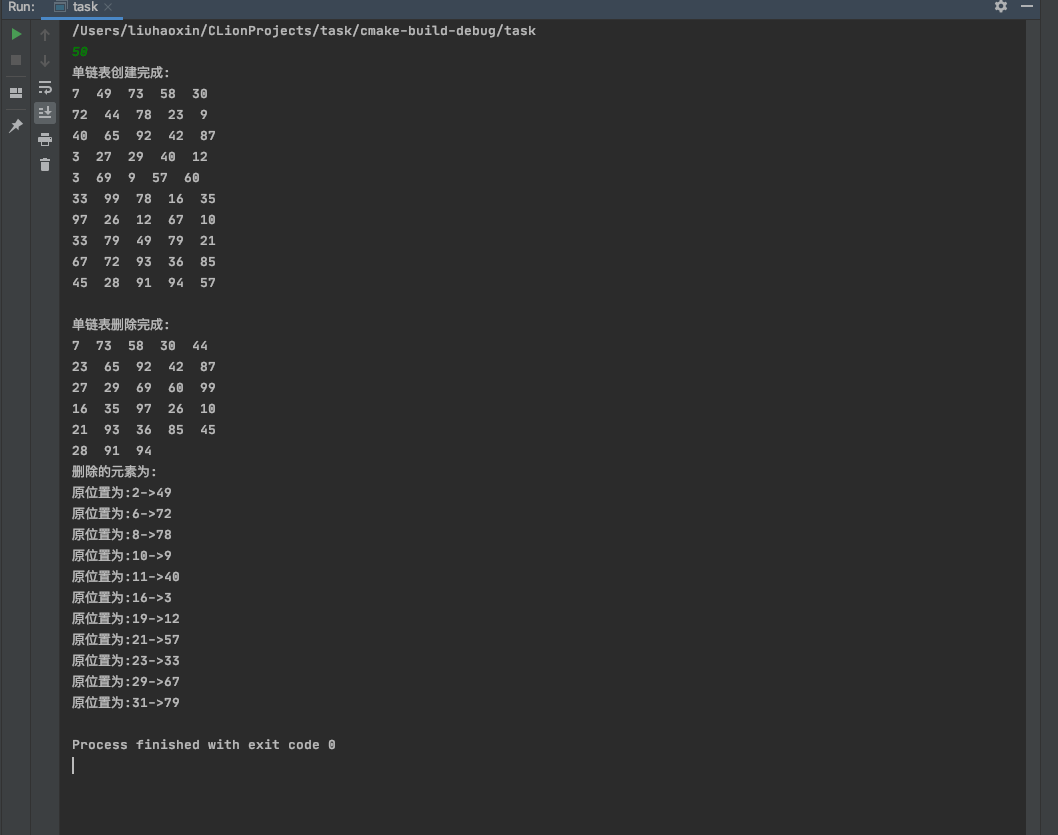 Run: task
/Users/liuhaoxin/CLionProjects/task/cmake-build-debug/task
50
单链表创建完成:
7 49 73 58 30
72 44 78 23 9
40 65 92 42 87
3 27 29 40 12
3 69 9 57 60
33 99 78 16 35
97 26 12 67 10
33 79 49 79 21
67 72 93 36 85
45 28 91 94 57
单链表删除完成:
7 73 58 30 44
23 65 92 42 87
27 29 69 60 99
16 35 97 26 10
21 93 36 85 45
28 91 94
删除的元素为:
原位置为:2->49
原位置为:6->72
原位置为:8->78
原位置为:10->9
原位置为:11->40
原位置为:16->3
原位置为:19->12
原位置为:21->57
原位置为:23->33
原位置为:29->67
原位置为:31->79
Process finished with exit code 0